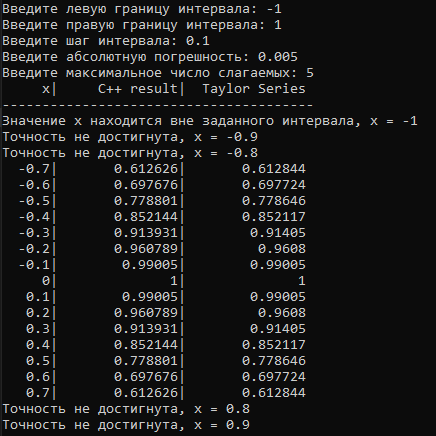 Введите левую границу интервала: -1
Введите правую границу интервала: 1
Введите шаг интервала: 0.1
Введите абсолютную погрешность: 0.005
Введите максимальное число слагаемых: 5
     x|     C++ result|  Taylor Series
---------------------------------------
Значение x находится вне заданного интервала, x = -1
Точность не достигнута, x = -0.9
Точность не достигнута, x = -0.8
  -0.7|       0.612626|       0.612844
  -0.6|       0.697676|       0.697724
  -0.5|       0.778801|       0.778646
  -0.4|       0.852144|       0.852117
  -0.3|       0.913931|        0.91405
  -0.2|       0.960789|         0.9608
  -0.1|        0.99005|        0.99005
     0|              1|              1
   0.1|        0.99005|        0.99005
   0.2|       0.960789|         0.9608
   0.3|       0.913931|        0.91405
   0.4|       0.852144|       0.852117
   0.5|       0.778801|       0.778646
   0.6|       0.697676|       0.697724
   0.7|       0.612626|       0.612844
Точность не достигнута, x = 0.8
Точность не достигнута, x = 0.9